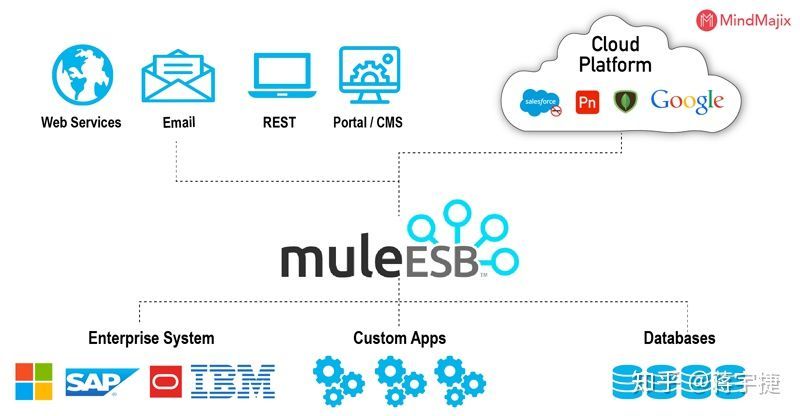 MindMajix
Cloud
Platform
salesforce
Pn
Google
Web Services
Email
REST
Portal / CMS
muleESB™
Enterprise System
Custom Apps
Databases
SAP
IBM
知乎 @蒋宇捷